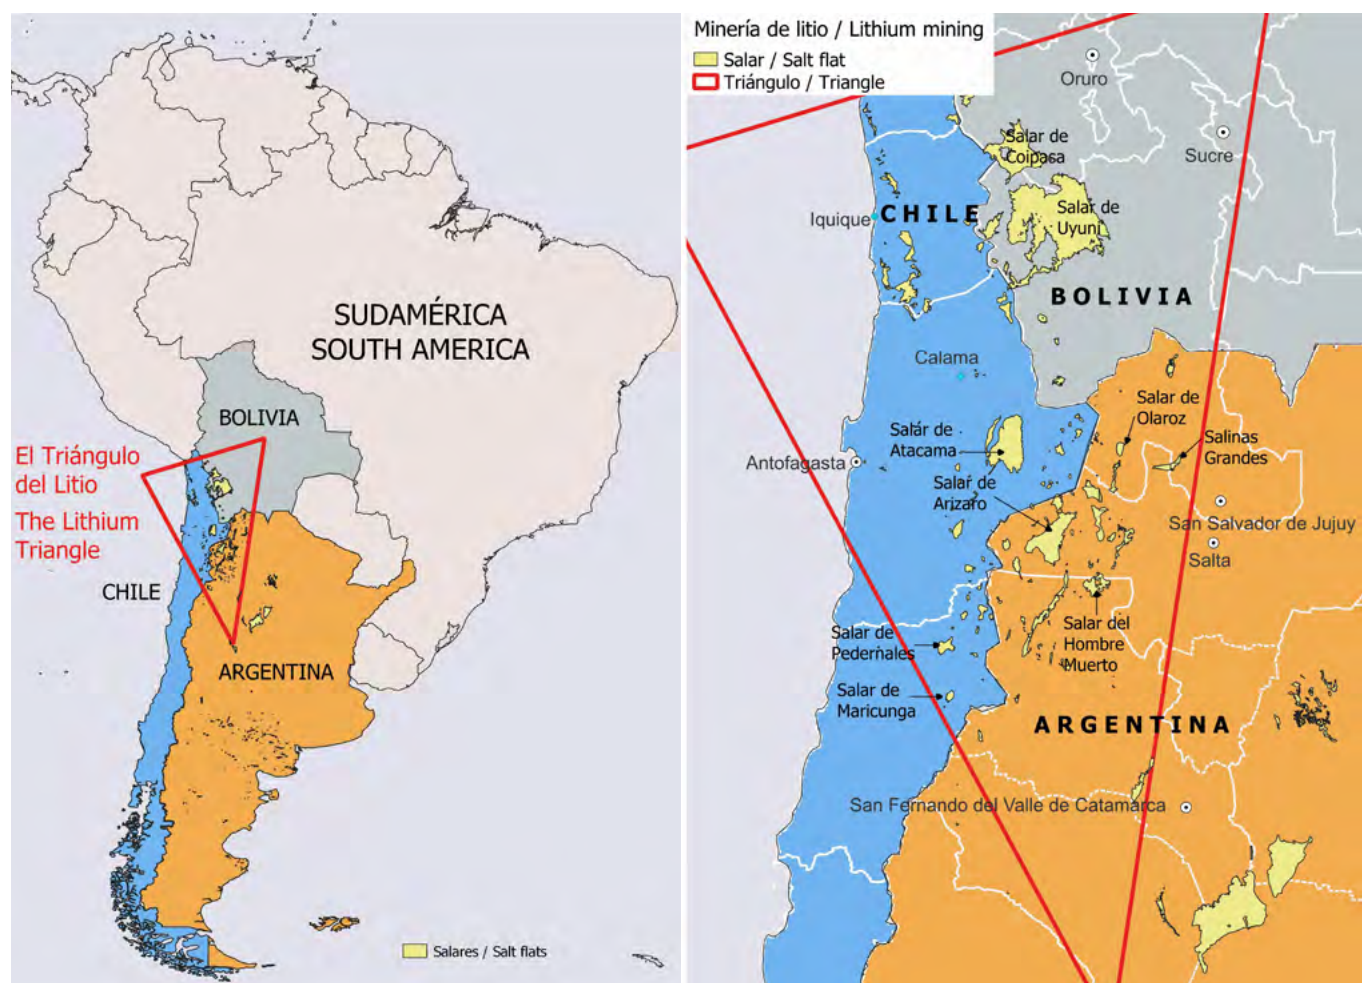 SUDAMÉRICA
SOUTH AMERICA
BOLIVIA
El Triángulo
del Litio
The Lithium
Triangle
CHILE
ARGENTINA
Salares / Salt flats
Minería de litio / Lithium mining
Salar / Salt flat
Triángulo / Triangle
Oruro
Sucre
Salar de
Coipasa
Salar de
Uyuni
Iquique
CHILE
BOLIVIA
Calama
Salar de
Olaroz
Salinas
Grandes
Salar de
Atacama
Antofagasta
Salar de
Arizaro
San Salvador de Jujuy
Salta
Salar del
Hombre
Muerto
Salar de
Pedernales
Salar de
Maricunga
ARGENTINA
San Fernando del Valle de Catamarca